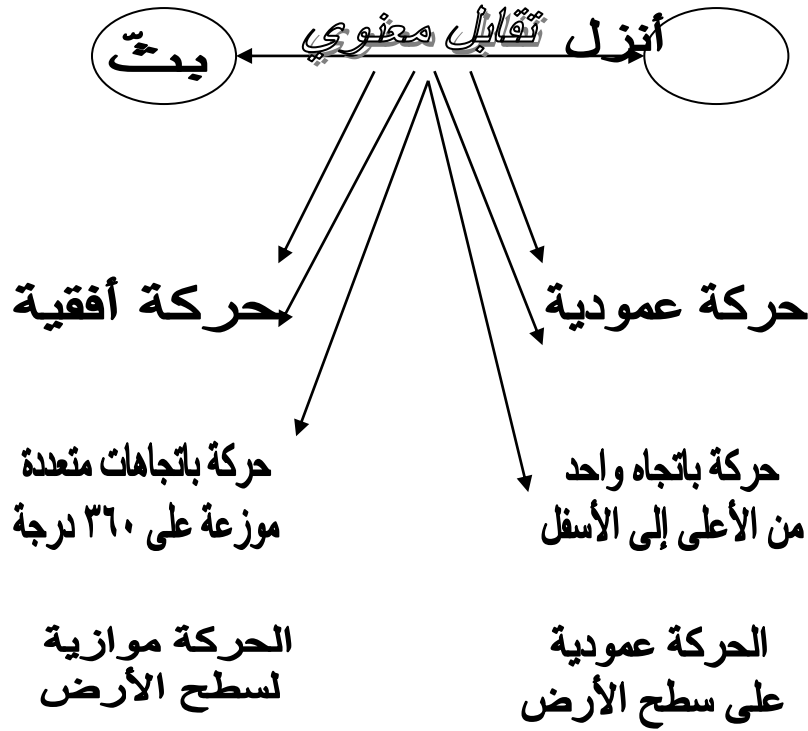 أنزل
تقابل معنوي
بثّ
حركة عمودية
حركة أفقية
حركة باتجاه واحد
من الأعلى إلى الأسفل
حركة باتجاهات متعددة
موزعة على ٣٦٠ درجة
الحركة عمودية
على سطح الأرض
الحركة موازية
لسطح الأرض